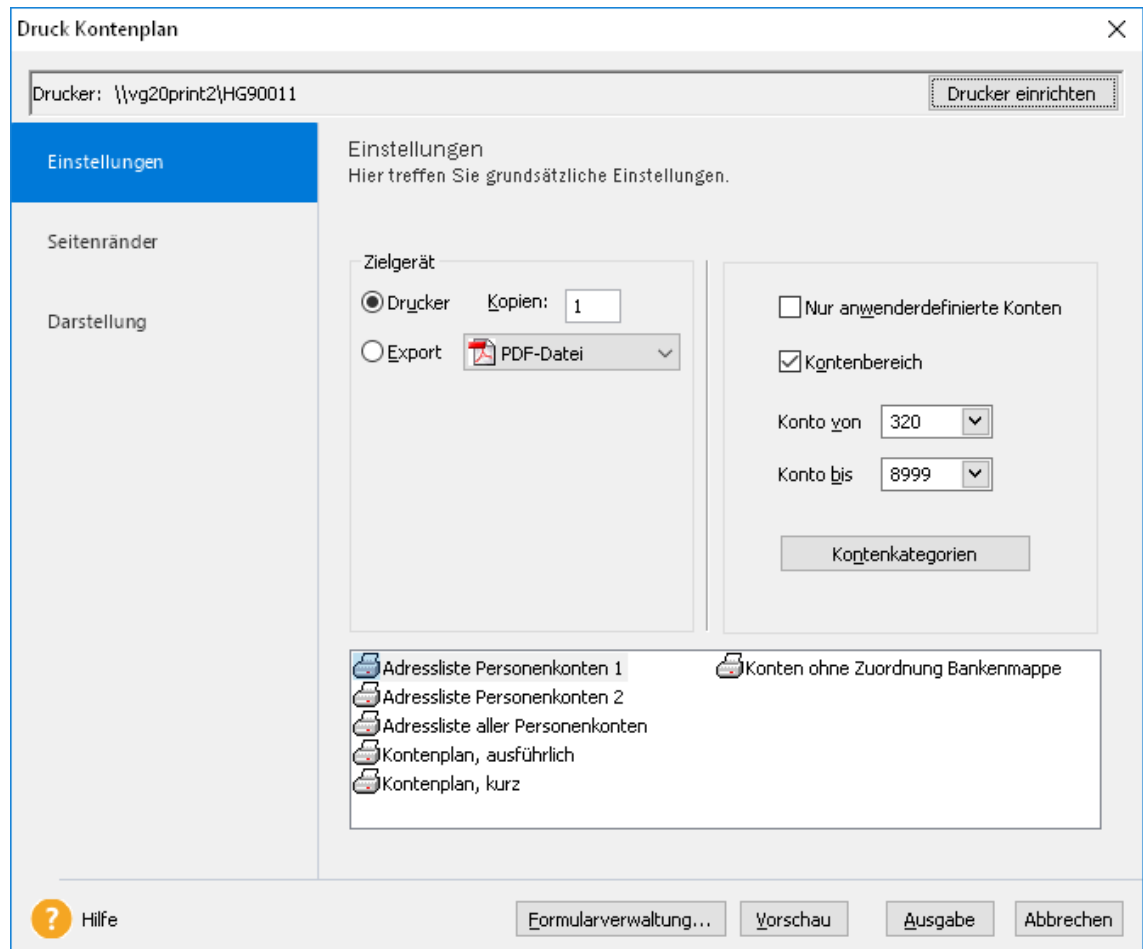 Druck Kontenplan
Drucker: \\vg20print2\HG90011
Drucker einrichten
Einstellungen
Seitenränder
Darstellung
Einstellungen
Hier treffen Sie grundsätzliche Einstellungen.
Zielgerät
Drucker Kopien: 1
Export PDF-Datei
Nur anwenderdefinierte Konten
Kontenbereich
Konto von 320
Konto bis 8999
Kontenkategorien
Adressliste Personenkonten 1
Adressliste Personenkonten 2
Adressliste aller Personenkonten
Kontenplan, ausführlich
Kontenplan, kurz
Konten ohne Zuordnung Bankenmappe
? Hilfe
Formularverwaltung...
Vorschau
Ausgabe
Abbrechen